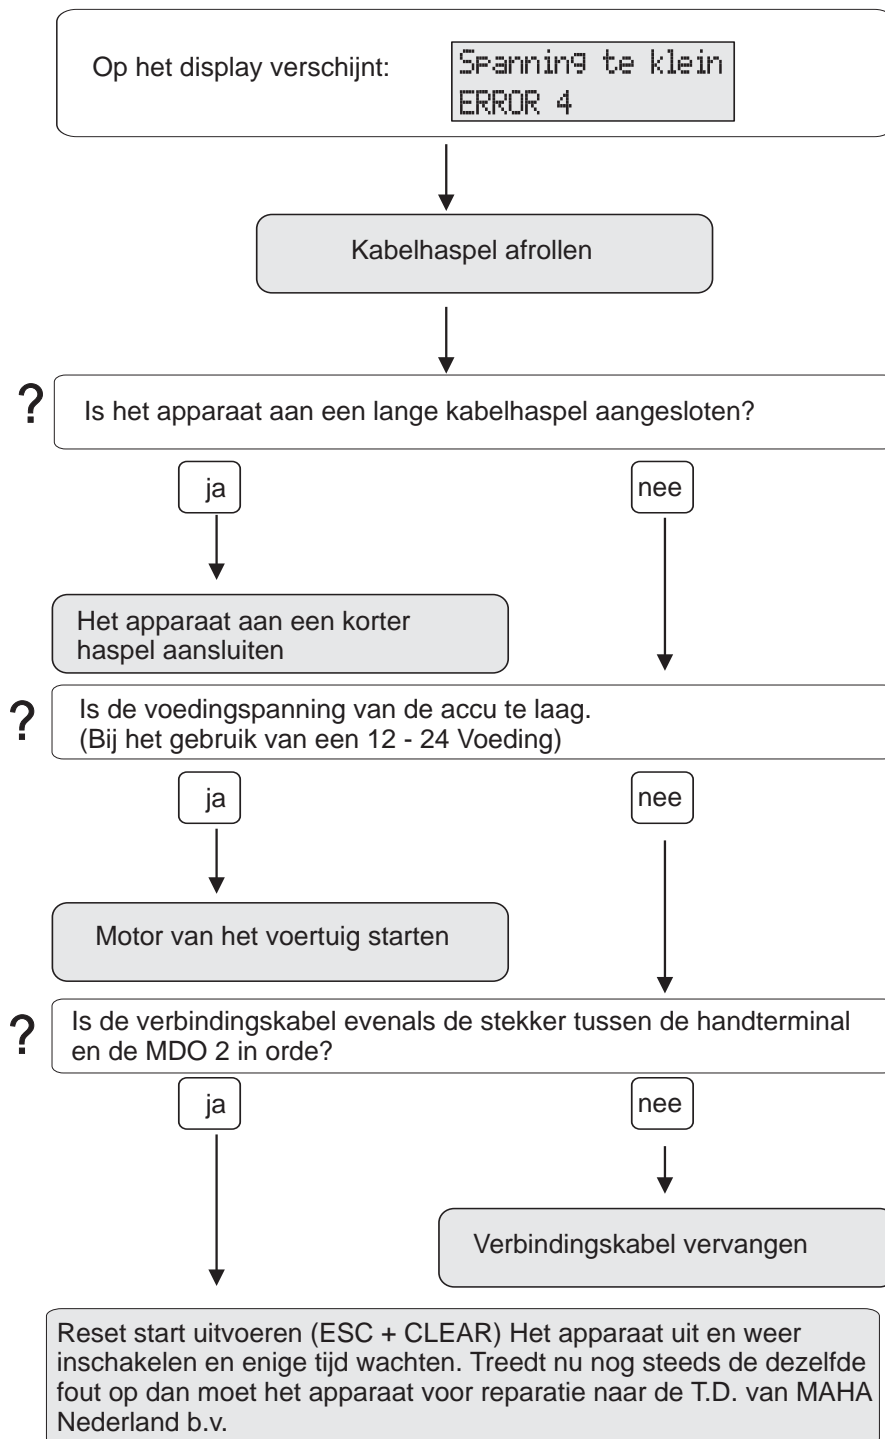 Op het display verschijnt:
Spanning te klein
ERROR 4
Kabelhaspel afrollen
?
Is het apparaat aan een lange kabelhaspel aangesloten?
ja
nee
Het apparaat aan een korter
haspel aansluiten
?
Is de voedingspanning van de accu te laag.
(Bij het gebruik van een 12 - 24 Voeding)
ja
nee
Motor van het voertuig starten
?
Is de verbindingskabel evenals de stekker tussen de handterminal
en de MDO 2 in orde?
ja
nee
Verbindingskabel vervangen
Reset start uitvoeren (ESC + CLEAR) Het apparaat uit en weer
inschakelen en enige tijd wachten. Treedt nu nog steeds de dezelfde
fout op dan moet het apparaat voor reparatie naar de T.D. van MAHA
Nederland b.v.